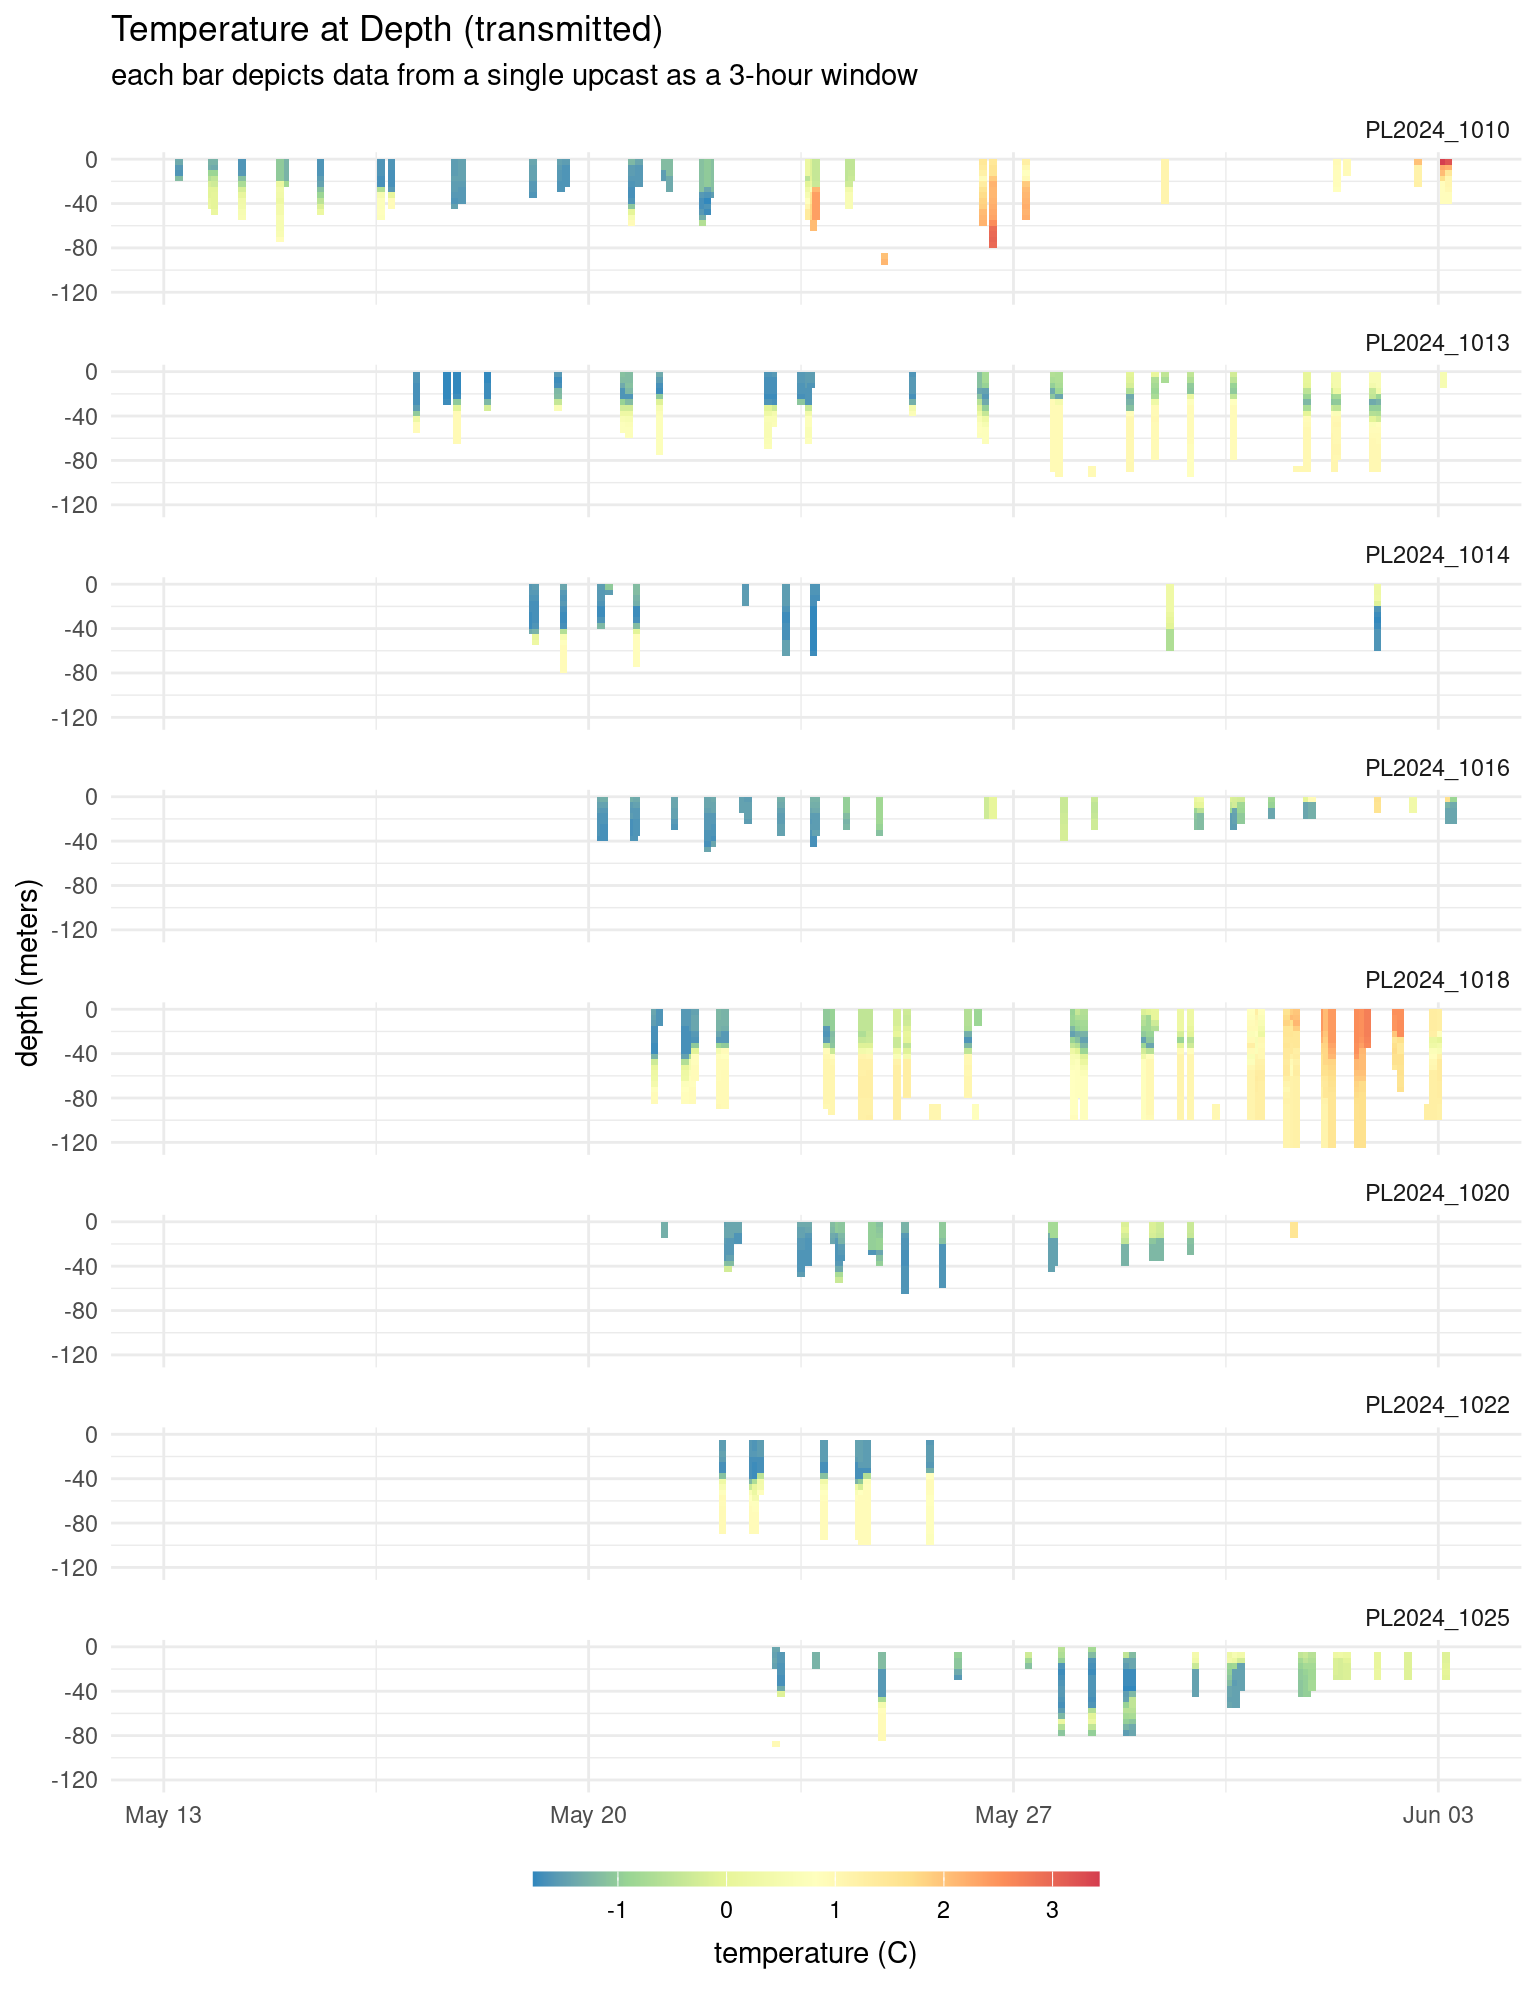 Temperature at Depth (transmitted)
each bar depicts data from a single upcast as a 3-hour window
PL2024_1010
0
-40
-80
-120
PL2024_1013
0
-40
-80
-120
PL2024_1014
0
-40
-80
-120
PL2024_1016
0
-40
-80
-120
depth (meters)
PL2024_1018
0
-40
-80
-120
PL2024_1020
0
-40
-80
-120
PL2024_1022
0
-40
-80
-120
PL2024_1025
0
-40
-80
-120
May 13 May 20 May 27 Jun 03
-1 0 1 2 3
temperature (C)